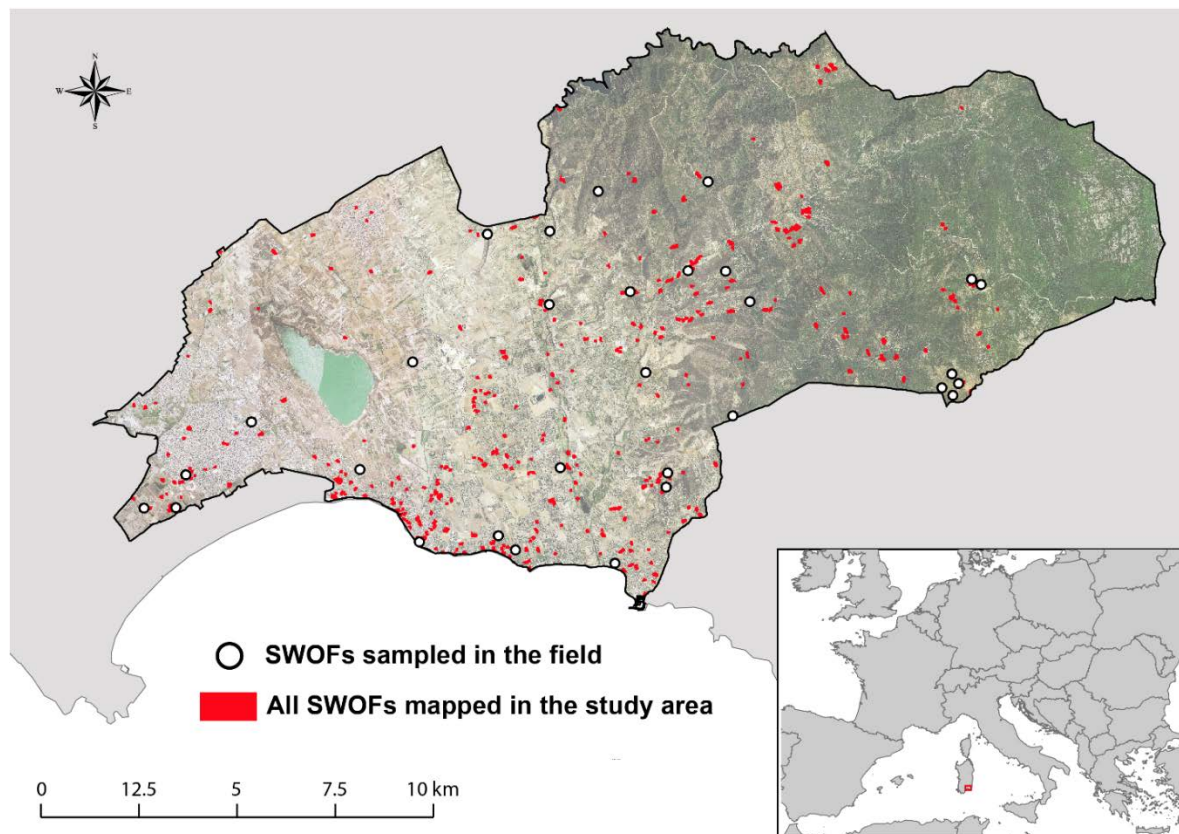 N
W E
S
SWOFs sampled in the field
All SWOFs mapped in the study area
0 12.5 5 7.5 10 km